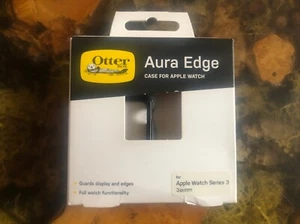 Otter
Aura Edge
CASE FOR APPLE WATCH
Guards display and edges
Full watch functionality
for
Apple Watch Series 3
38mm